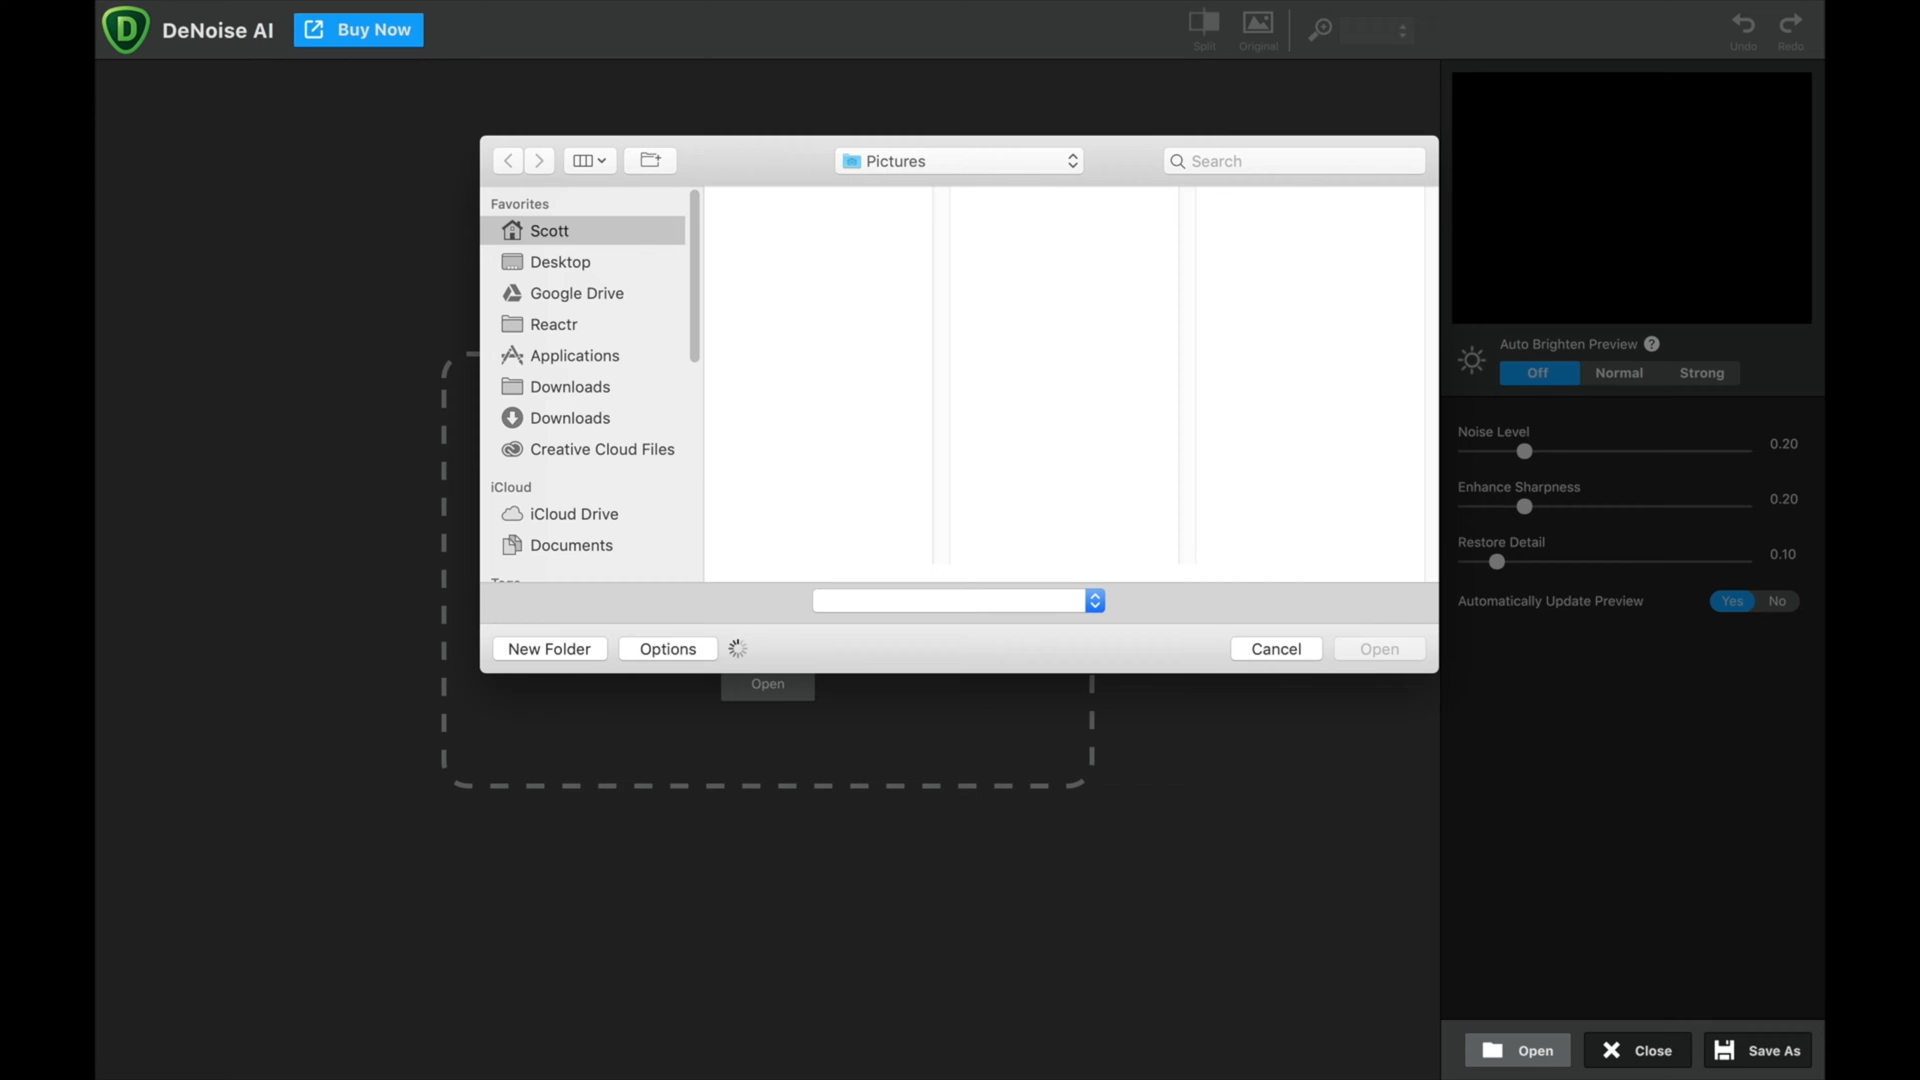 D
DeNoise AI
Buy Now
Split
Original
Undo
Redo
Pictures
Search
Favorites
Scott
Desktop
Google Drive
Reactr
Applications
Downloads
Downloads
Creative Cloud Files
iCloud
iCloud Drive
Documents
Tags
New Folder
Options
Cancel
Open
Open
Auto Brighten Preview ?
Off
Normal
Strong
Noise Level
0.20
Enhance Sharpness
0.20
Restore Detail
0.10
Automatically Update Preview
Yes
No
Open
Close
Save As